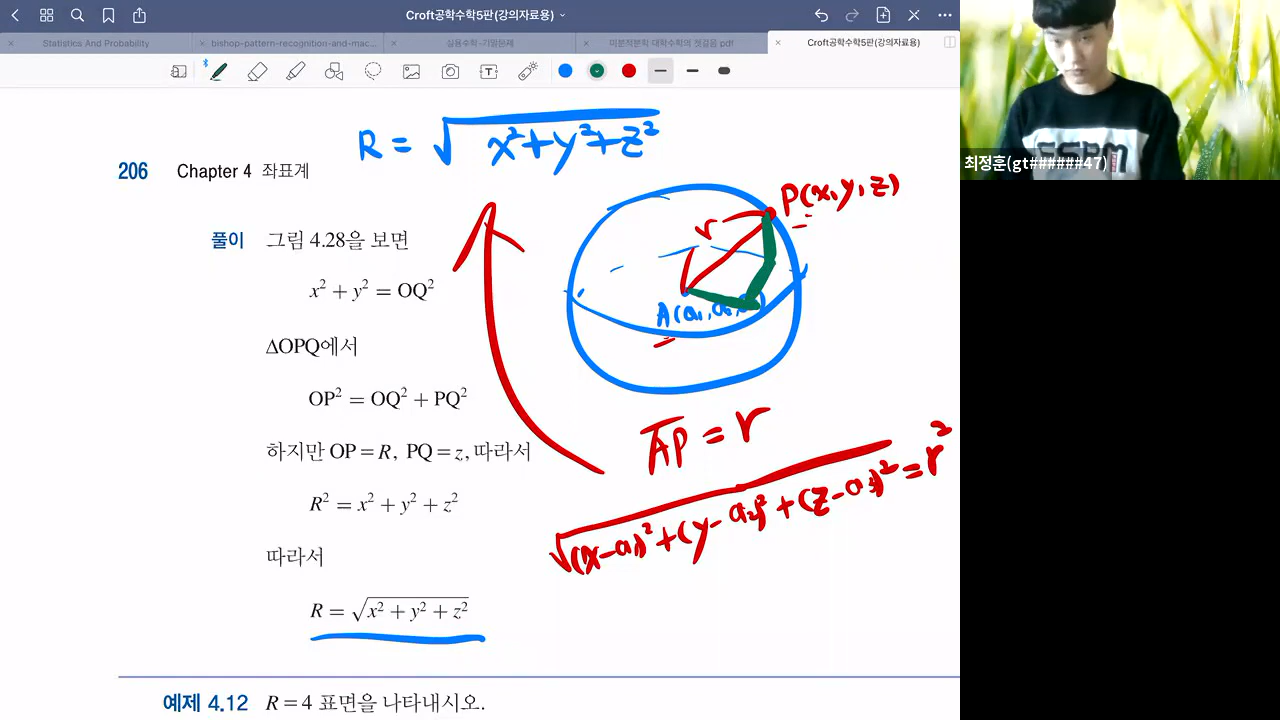 Croft공학수학5판(강의자료용)
Statistics And Probability
bishop-pattern-recognition-and-mac...
실용수학-기말문제
미분적분학 대학수학의 첫걸음.pdf
Croft공학수학5판(강의자료용)
최정훈(gt######47)
R = √x²+y²+z²
206 Chapter 4 좌표계
P(x,y,z)
r
풀이 그림 4.28을 보면
x² + y² = OQ²
ΔOPQ에서
OP² = OQ² + PQ²
AP = r
하지만 OP = R, PQ = z, 따라서
R² = x² + y² + z²
√(x-a₁)²+(y-a₂)²+(z-a₃)² = r²
따라서
R = √x² + y² + z²
예제 4.12 R = 4 표면을 나타내시오.